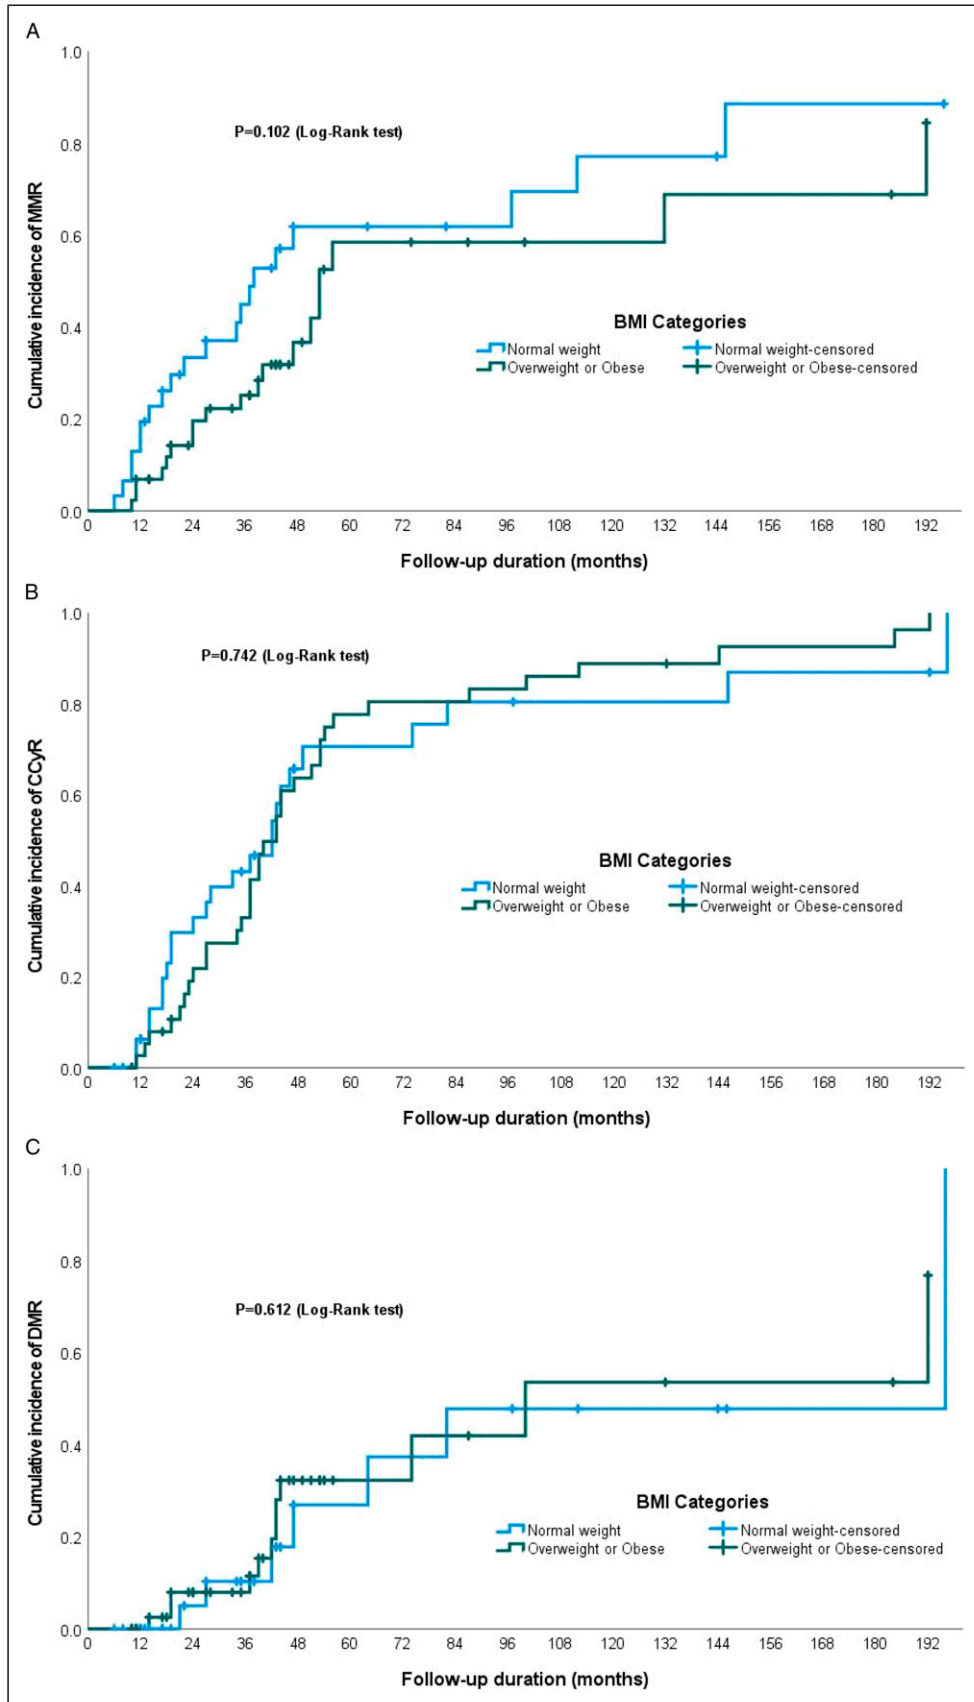 A
1.0
P=0.102 (Log-Rank test)
0.8
0.6
Cumulative incidence of MMR
BMI Categories
Normal weight Normal weight-censored
Overweight or Obese Overweight or Obese-censored
0.4
0.2
0.0
0 12 24 36 48 60 72 84 96 108 120 132 144 156 168 180 192
Follow-up duration (months)
B
1.0
P=0.742 (Log-Rank test)
0.8
0.6
Cumulative incidence of CCyR
BMI Categories
Normal weight Normal weight-censored
Overweight or Obese Overweight or Obese-censored
0.4
0.2
0.0
0 12 24 36 48 60 72 84 96 108 120 132 144 156 168 180 192
Follow-up duration (months)
C
1.0
0.8
P=0.612 (Log-Rank test)
0.6
Cumulative incidence of DMR
0.4
BMI Categories
Normal weight Normal weight-censored
Overweight or Obese Overweight or Obese-censored
0.2
0.0
0 12 24 36 48 60 72 84 96 108 120 132 144 156 168 180 192
Follow-up duration (months)